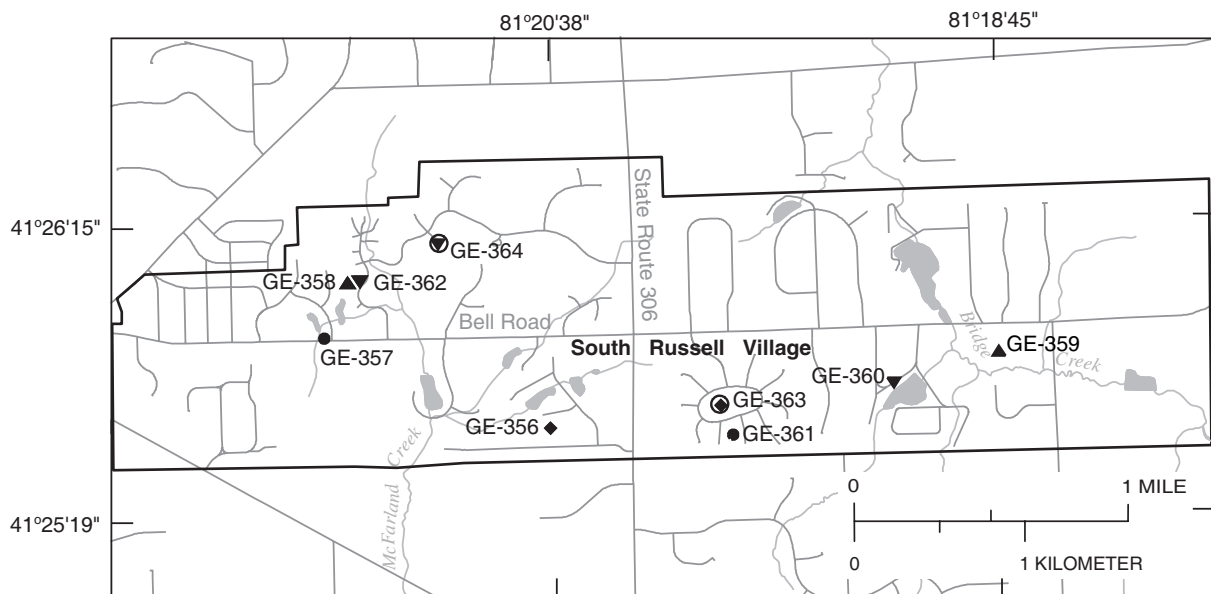 81°20'38"
81°18'45"
41°26'15"
41°25'19"
State Route 306
GE-364
GE-358
GE-362
Bell Road
GE-357
South Russell Village
Bridge Creek
GE-359
GE-360
GE-363
GE-356
GE-361
McFarland Creek
0
1 MILE
0
1 KILOMETER